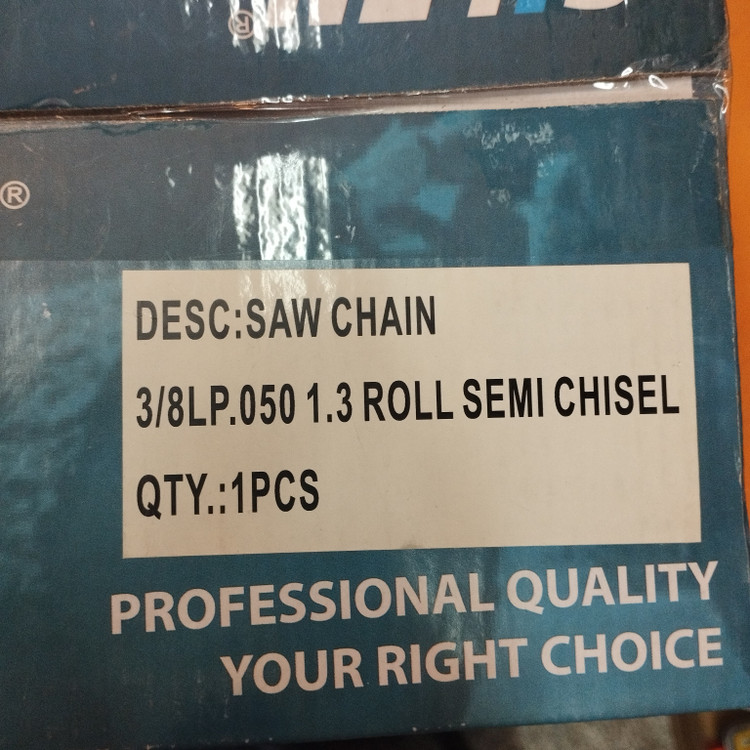 ®
®
DESC:SAW CHAIN
3/8LP.050 1.3 ROLL SEMI CHISEL
QTY.:1PCS
PROFESSIONAL QUALITY
YOUR RIGHT CHOICE